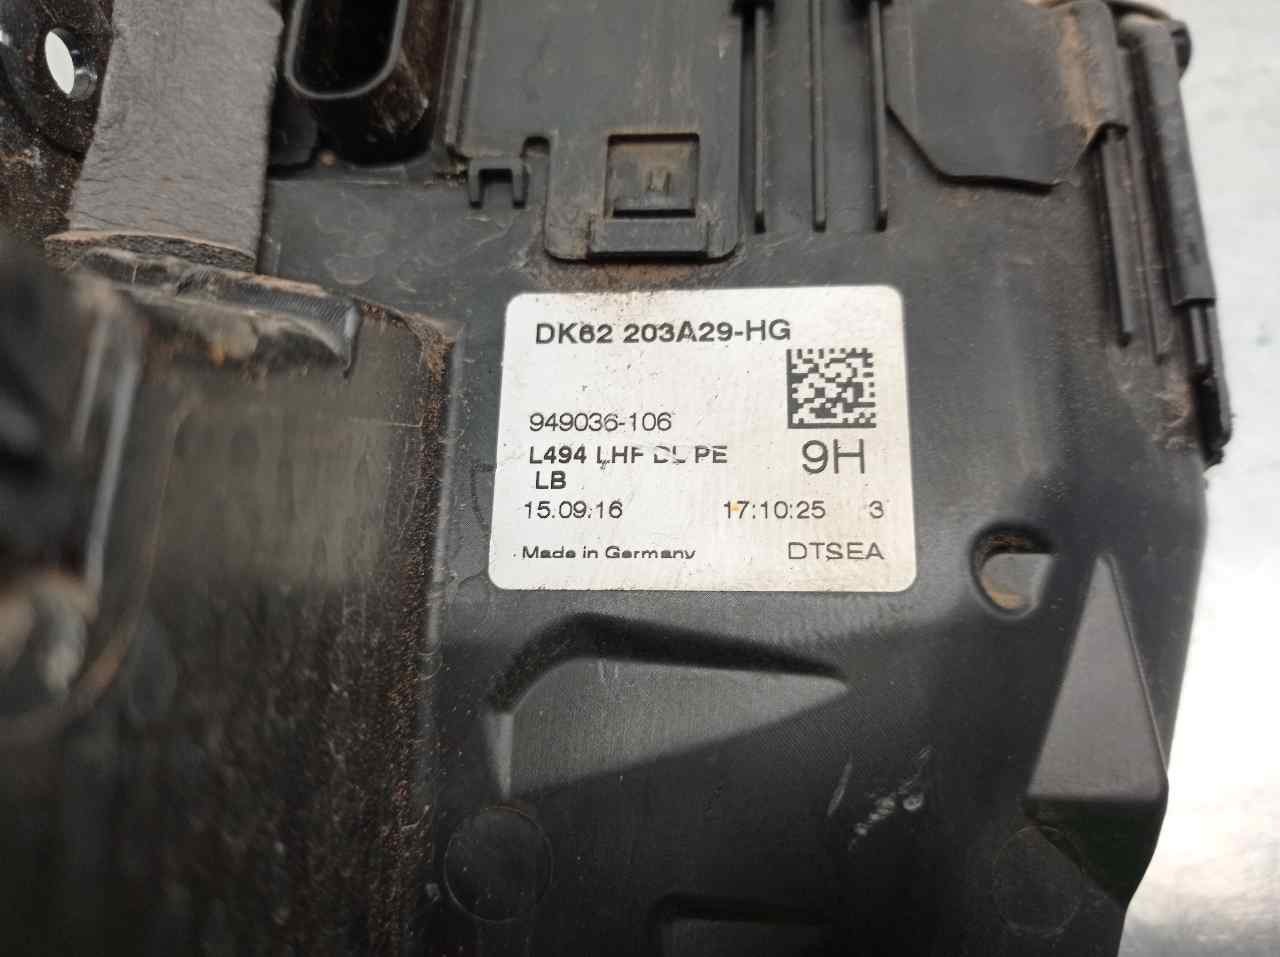 DK62 203A29-HG
949036-106
L494 LHF DL PE
LB
9H
15.09.16 17:10:25 3
Made in Germany DTSEA